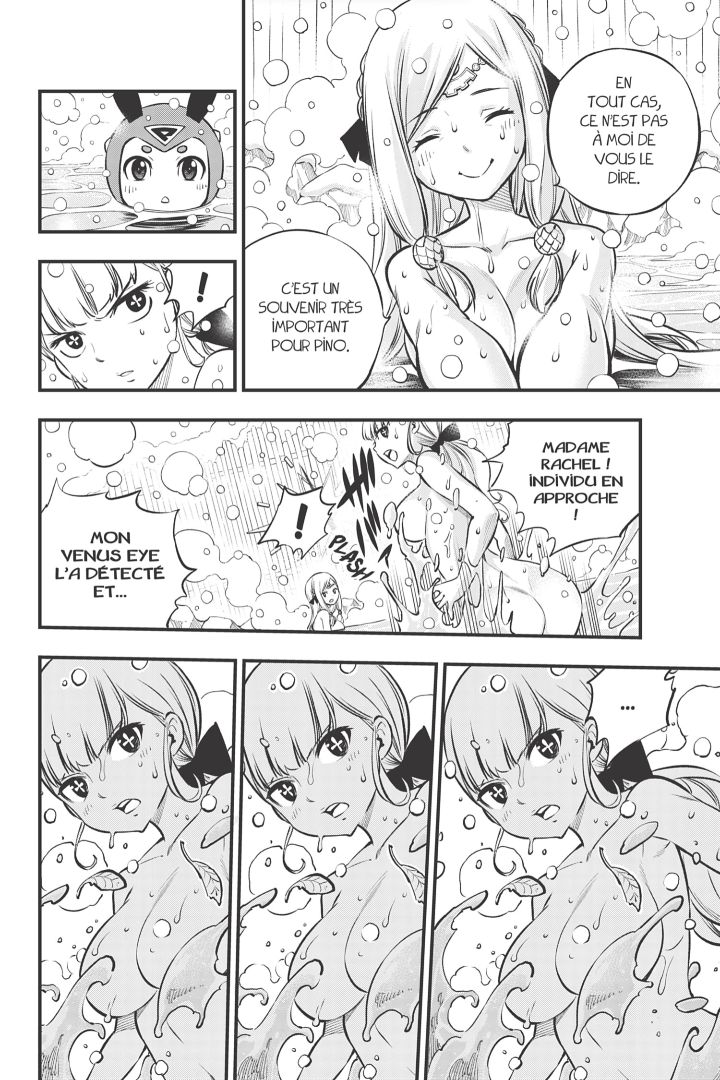 EN
TOUT CAS,
CE N'EST PAS
À MOI DE
VOUS LE
DIRE.
C'EST UN
SOUVENIR TRÈS
IMPORTANT
POUR PINO.
!
MADAME
RACHEL !
INDIVIDU EN
APPROCHE
!
PLASH
!
MON
VENUS EYE
L'A DÉTECTÉ
ET...
...